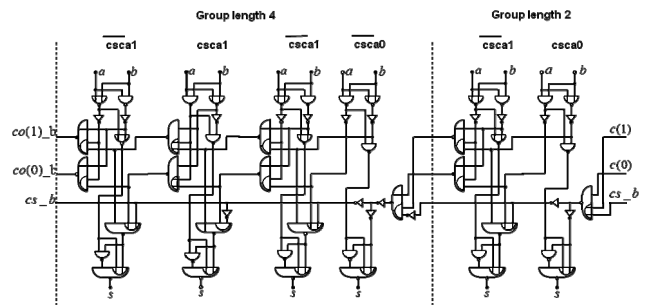 Group length 4 Group length 2
csca1 csca1 csca1 csca0 csca1 csca0
a b a b a b a b a b a b
co(1)_b c(1)
co(0)_b c(0)
cs_b cs_b
s s s s s s